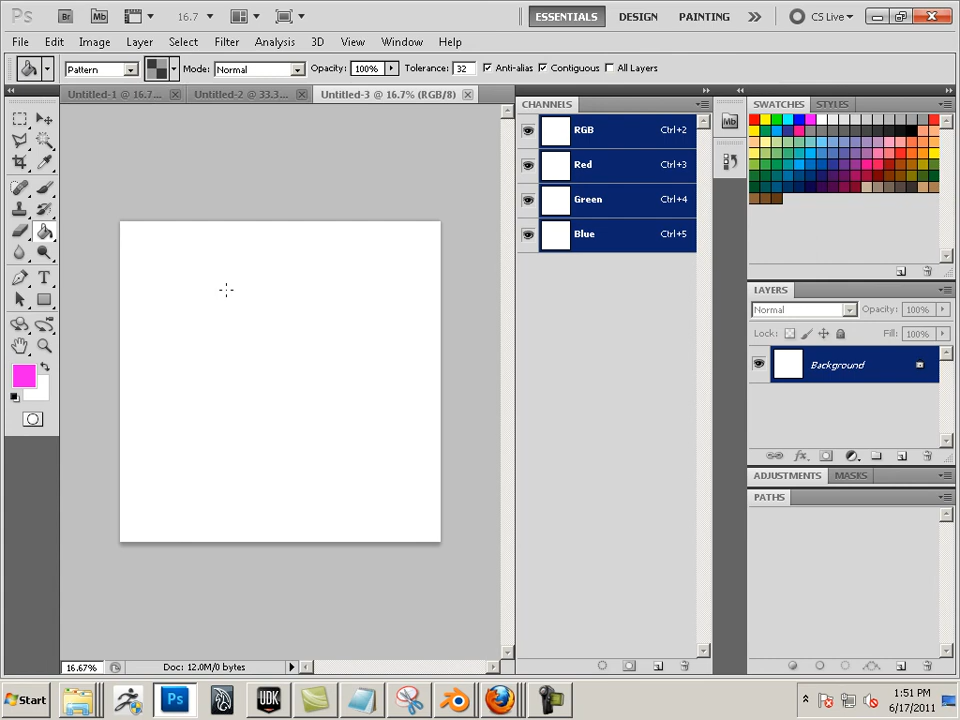 Ps Br Mb 16.7 ESSENTIALS DESIGN PAINTING CS Live
File Edit Image Layer Select Filter Analysis 3D View Window Help
Pattern Mode: Normal Opacity: 100% Tolerance: 32 Anti-alias Contiguous All Layers
Untitled-1 @ 16.7... Untitled-2 @ 33.3... Untitled-3 @ 16.7% (RGB/8)
CHANNELS
RGB Ctrl+2
Red Ctrl+3
Green Ctrl+4
Blue Ctrl+5
Mb
SWATCHES STYLES
LAYERS
Normal Opacity: 100%
Lock: Fill: 100%
Background
fx.
ADJUSTMENTS MASKS
PATHS
T
16.67% Doc: 12.0M/0 bytes
Start Ps UDK 1:51 PM
6/17/2011